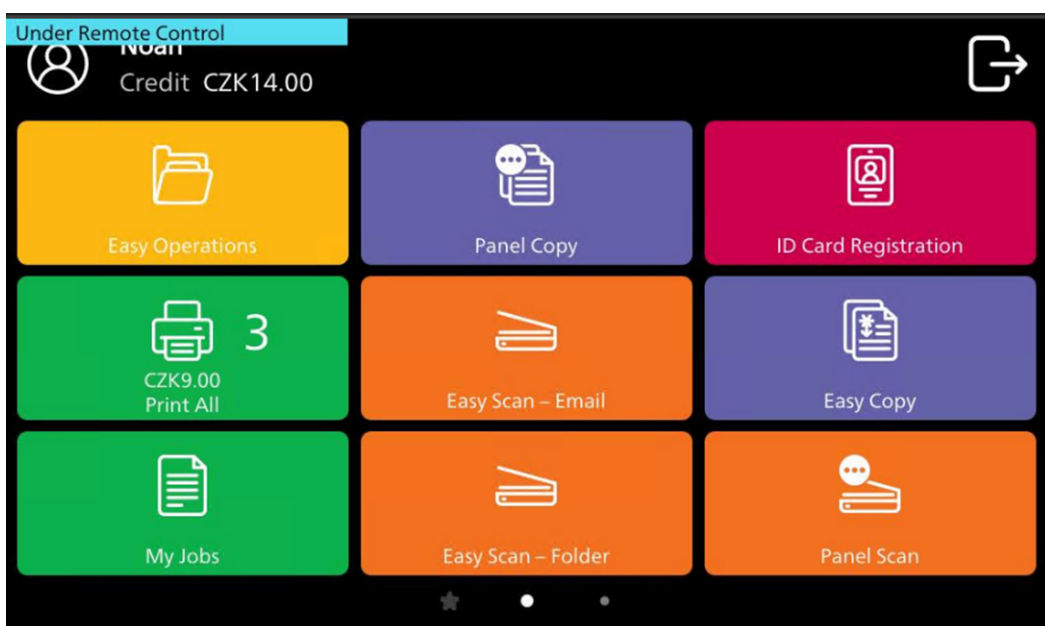 Under Remote Control
Noah
Credit CZK14.00
Easy Operations
Panel Copy
ID Card Registration
3
CZK9.00
Print All
Easy Scan – Email
Easy Copy
My Jobs
Easy Scan – Folder
Panel Scan